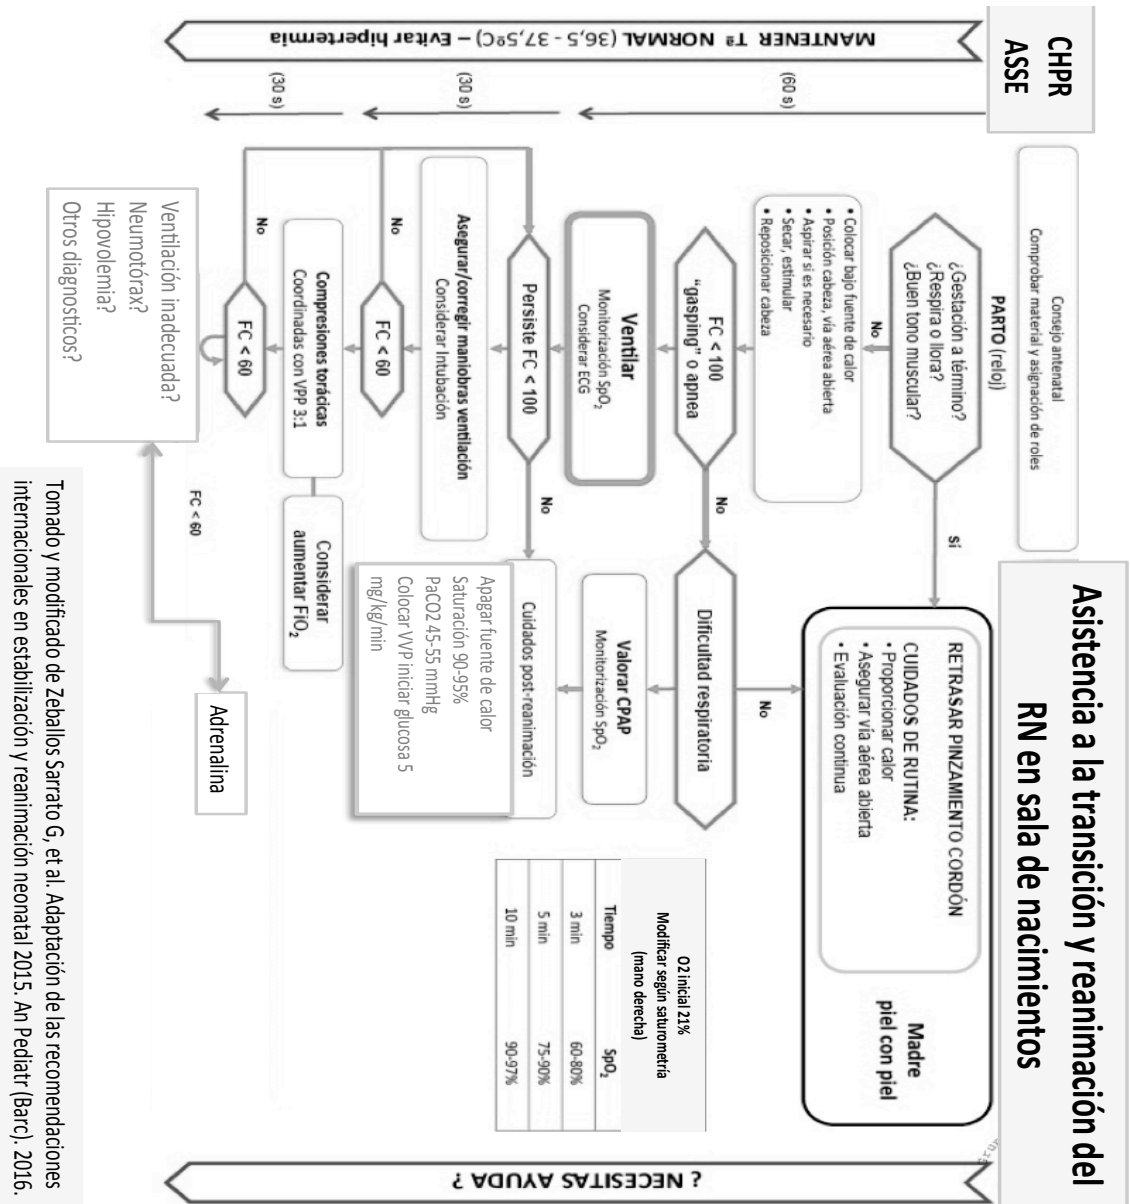 CHPR
ASSE
Asistencia a la transición y reanimación del
RN en sala de nacimientos
MANTENER Tª NORMAL (36,5 - 37,5ºC) – Evitar hipertermia
(60 s)
(30 s)
(30 s)
Consejo antenatal
Comprobar material y asignación de roles
PARTO (reloj)
¿Gestación a término?
¿Respira o llora?
¿Buen tono muscular?
sí
No
RETRASAR PINZAMIENTO CORDÓN
CUIDADOS DE RUTINA:
• Proporcionar calor
• Asegurar vía aérea abierta
• Evaluación continua
Madre
piel con piel
• Colocar bajo fuente de calor
• Posición cabeza, vía aérea abierta
• Aspirar si es necesario
• Secar, estimular
• Reposicionar cabeza
FC < 100
"gasping" o apnea
No
Dificultad respiratoria
No
Ventilar
Monitorización SpO₂
Considerar ECG
Valorar CPAP
Monitorización SpO₂
Persiste FC < 100
No
Cuidados post-reanimación
Apagar fuente de calor
Saturación 90-95%
PaCO2 45-55 mmHg
Colocar VVP iniciar glucosa 5
mg/kg/min
Asegurar/corregir maniobras ventilación
Considerar Intubación
FC < 60
No
Compresiones torácicas
Coordinadas con VPP 3:1
Considerar
aumentar FiO₂
FC < 60
No
Ventilación inadecuada?
Neumotórax?
Hipovolemia?
Otros diagnosticos?
FC < 60
Adrenalina
O2 inicial 21%
Modificar según saturometría
(mano derecha)
Tiempo SpO₂
3 min 60-80%
5 min 75-90%
10 min 90-97%
¿ NECESITAS AYUDA ?
Tomado y modificado de Zeballos Sarrato G, et al. Adaptación de las recomendaciones
internacionales en estabilización y reanimación neonatal 2015. An Pediatr (Barc). 2016.